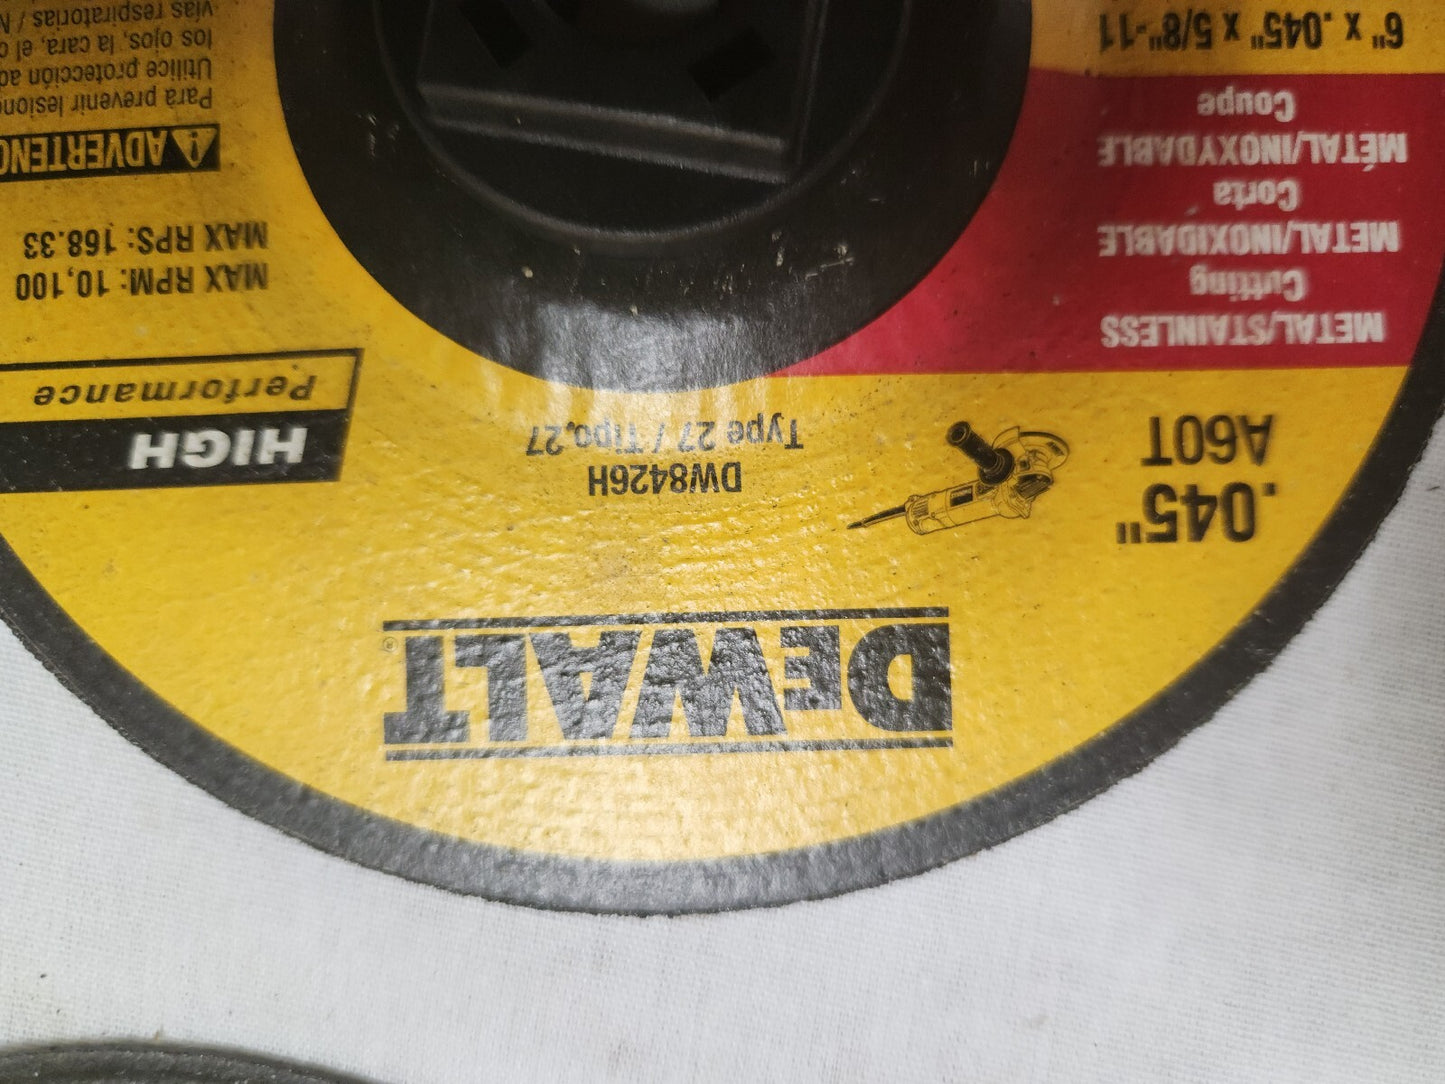 DEWALT®
.045"
A60T
DW8426H
Type 27 / Tipo 27
HIGH
Performance
METAL/STAINLESS
Cutting
METAL/INOXIDABLE
Corta
MÉTAL/INOXYDABLE
Coupe
6" x .045" x 5/8"-11
MAX RPM: 10,100
MAX RPS: 168.33
ADVERTENC
Para prevenir lesione
Utilice protección ad
los ojos, la cara, el
vías respiratorias / N